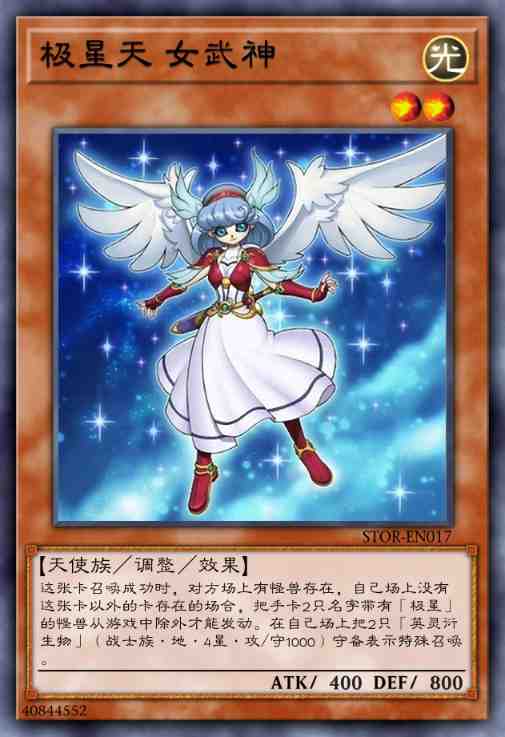 极星天 女武神
光
STOR-EN017
【天使族／调整／效果】
这张卡召唤成功时，对方场上有怪兽存在，自己场上没有
这张卡以外的卡存在的场合，把手卡2只名字带有「极星」
的怪兽从游戏中除外才能发动。在自己场上把2只「英灵衍
生物」（战士族·地·4星·攻/守1000）守备表示特殊召唤
。
ATK/ 400 DEF/ 800
40844552